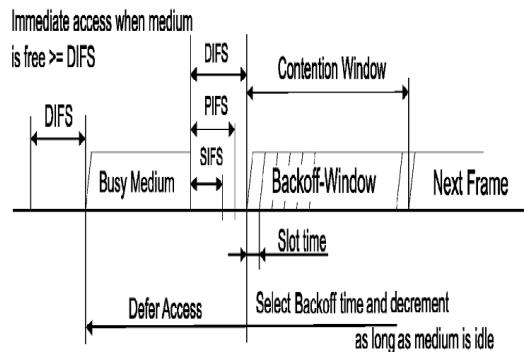 Immediate access when medium
is free >= DIFS
DIFS
DIFS
PIFS
SIFS
Contention Window
Busy Medium
Backoff-Window
Next Frame
Slot time
Defer Access
Select Backoff time and decrement
as long as medium is idle